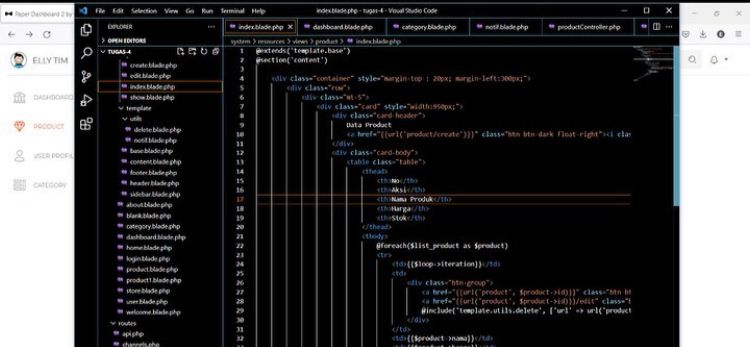 Paper Dashboard 2 by
ELLY TIM
DASHBOARD
PRODUCT
USER PROFIL
CATEGORY
File Edit Selection View Go Run Terminal Help
index.blade.php - tugas-4 - Visual Studio Code
EXPLORER
OPEN EDITORS
TUGAS-4
create.blade.php
edit.blade.php
index.blade.php
show.blade.php
template
utils
delete.blade.php
notif.blade.php
base.blade.php
content.blade.php
footer.blade.php
header.blade.php
sidebar.blade.php
about.blade.php
blank.blade.php
category.blade.php
dashboard.blade.php
home.blade.php
login.blade.php
product.blade.php
product1.blade.php
store.blade.php
user.blade.php
welcome.blade.php
routes
api.php
channels.php
index.blade.php dashboard.blade.php category.blade.php notif.blade.php productController.php
system > resources > views > product > index.blade.php
1 @extends('template.base')
2 @section('content')
3
4 <div class="container" style="margin-top : 20px; margin-left:300px;">
5 <div class="row">
6 <div class="mt-5">
7 <div class="card" style="width:950px;">
8 <div class="card-header">
9 Data Product
10 <a href="{{url('product/create')}}" class="btn btn-dark float-right"><i clas
11 </div>
12 <div class="card-body">
13 <table class="table">
14 <thead>
15 <th>No</th>
16 <th>Aksi</th>
17 <th>Nama Produk</th>
18 <th>Harga</th>
19 <th>Stok</th>
20 </thead>
21 <tbody>
22 @foreach($list_product as $product)
23 <tr>
24 <td>{{$loop->iteration}}</td>
25 <td>
26 <div class="btn-group">
27 <a href="{{url('product', $product->id)}}" class="btn b
28 <a href="{{url('product', $product->id)}}/edit" class="
29 @include('template.utils.delete', ['url' => url('product
30 </div>
31 </td>
32 <td>{{$product->nama}}</td>